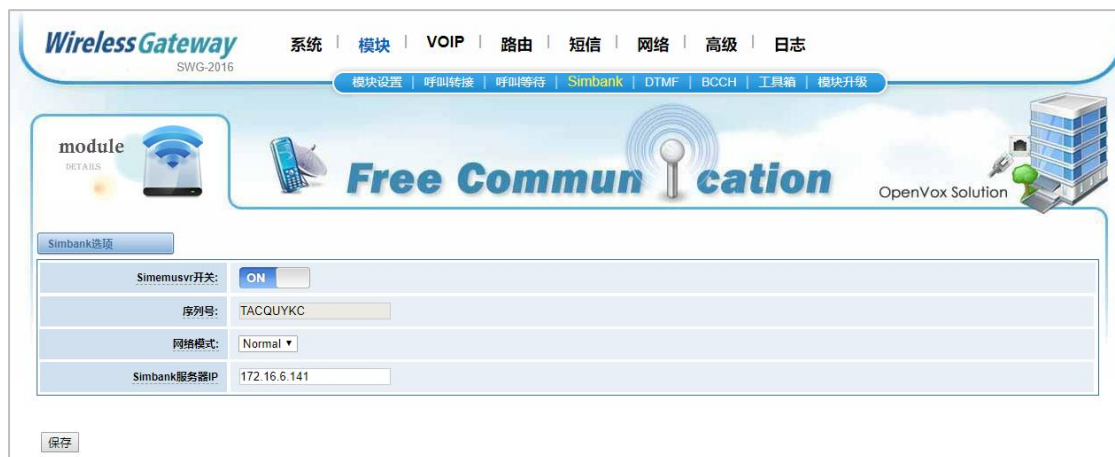 Wireless Gateway
SWG-2016
系统 | 模块 | VOIP | 路由 | 短信 | 网络 | 高级 | 日志
模块设置 | 呼叫转接 | 呼叫等待 | Simbank | DTMF | BCCH | 工具箱 | 模块升级
module
DETAILS
Free Communication
OpenVox Solution
Simbank选项
Simemusvr开关: ON
序列号: TACQUYKC
网络模式: Normal
Simbank服务器IP 172.16.6.141
保存